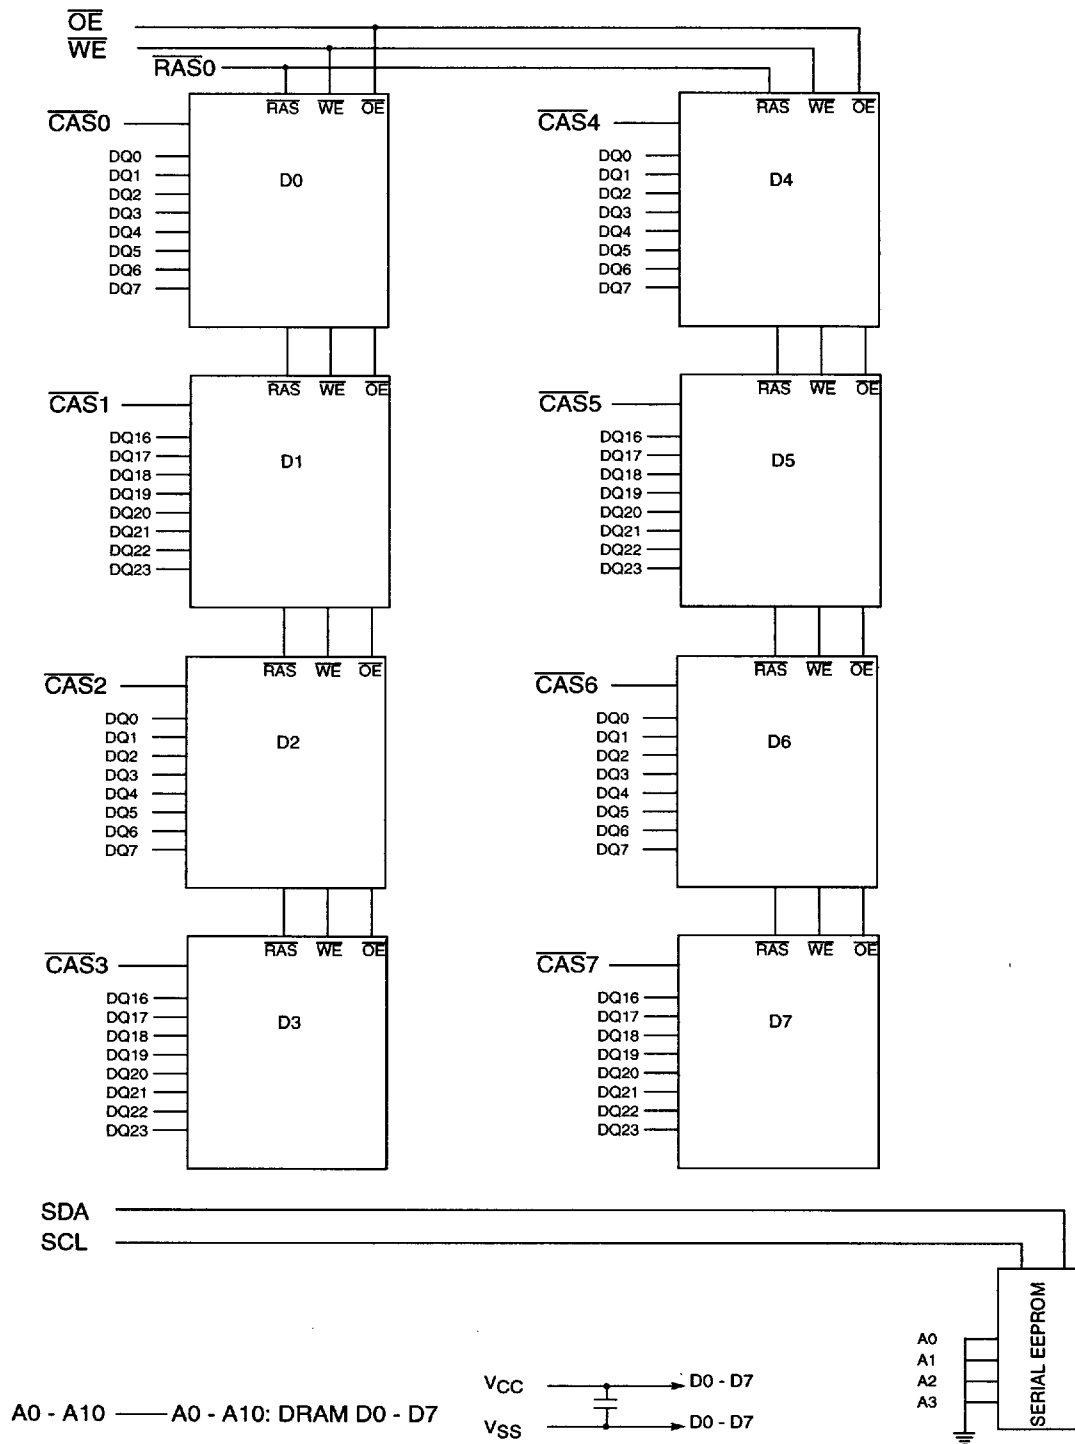 OE
WE
RAS0
RAS WE OE
CAS0
DQ0
DQ1
DQ2
DQ3
DQ4
DQ5
DQ6
DQ7
D0
RAS WE OE
CAS4
DQ0
DQ1
DQ2
DQ3
DQ4
DQ5
DQ6
DQ7
D4
RAS WE OE
CAS1
DQ16
DQ17
DQ18
DQ19
DQ20
DQ21
DQ22
DQ23
D1
RAS WE OE
CAS5
DQ16
DQ17
DQ18
DQ19
DQ20
DQ21
DQ22
DQ23
D5
RAS WE OE
CAS2
DQ0
DQ1
DQ2
DQ3
DQ4
DQ5
DQ6
DQ7
D2
RAS WE OE
CAS6
DQ0
DQ1
DQ2
DQ3
DQ4
DQ5
DQ6
DQ7
D6
RAS WE OE
CAS3
DQ16
DQ17
DQ18
DQ19
DQ20
DQ21
DQ22
DQ23
D3
RAS WE OE
CAS7
DQ16
DQ17
DQ18
DQ19
DQ20
DQ21
DQ22
DQ23
D7
SDA
SCL
SERIAL EEPROM
A0
A1
A2
A3
VCC D0 - D7
VSS D0 - D7
A0 - A10 A0 - A10: DRAM D0 - D7